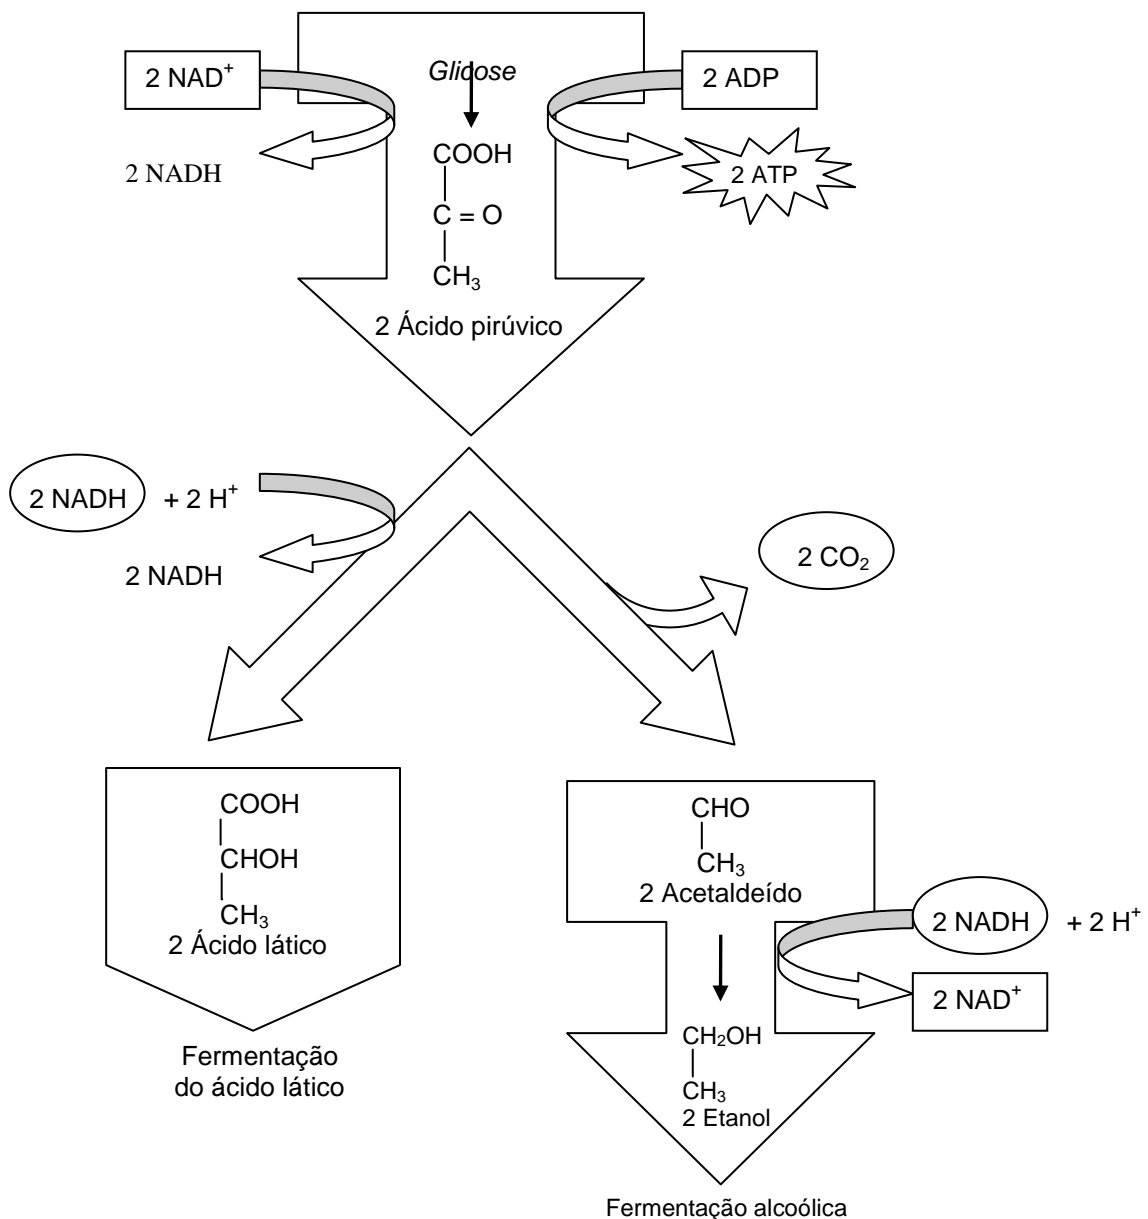 2 NAD⁺
Glicose
2 ADP
2 NADH
COOH
C = O
CH₃
2 ATP
2 Ácido pirúvico
2 NADH + 2 H⁺
2 NADH
2 CO₂
COOH
CHOH
CH₃
2 Ácido lático
Fermentação
do ácido lático
CHO
CH₃
2 Acetaldeído
2 NADH + 2 H⁺
2 NAD⁺
CH₂OH
CH₃
2 Etanol
Fermentação alcoólica